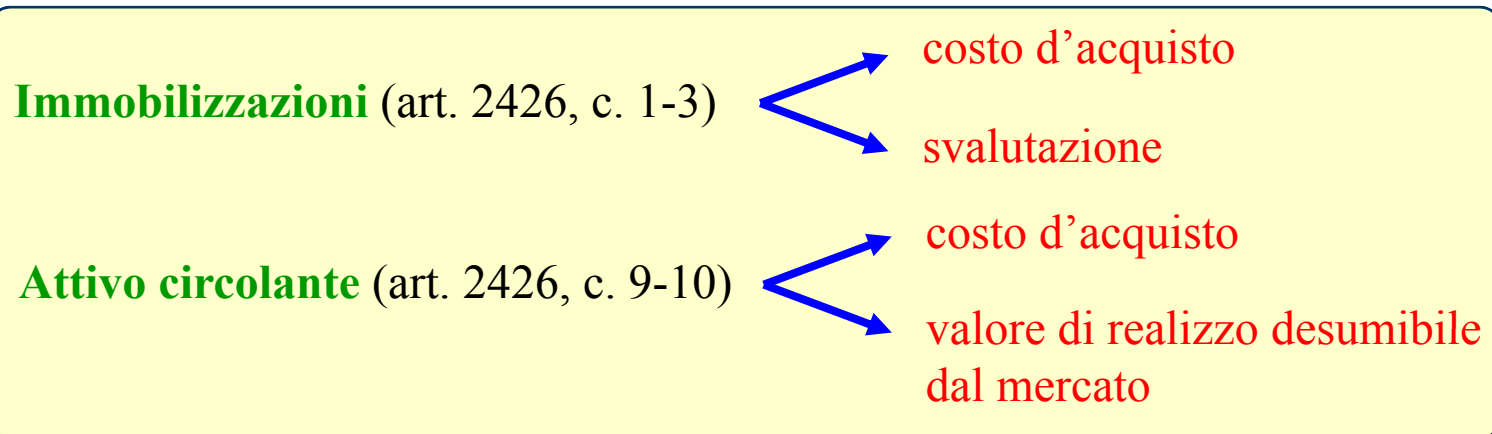 costo d’acquisto
Immobilizzazioni (art. 2426, c. 1-3)
svalutazione
costo d’acquisto
Attivo circolante (art. 2426, c. 9-10)
valore di realizzo desumibile
dal mercato